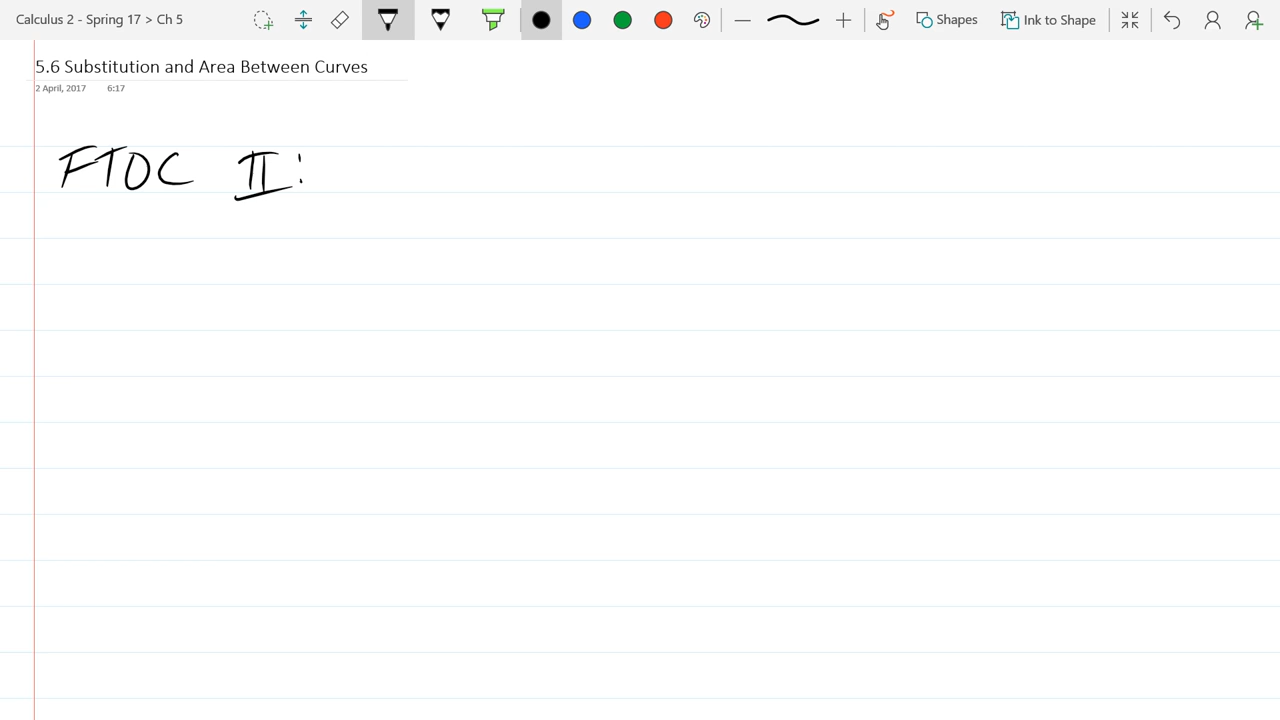 Calculus 2 - Spring 17 > Ch 5
Shapes
Ink to Shape
5.6 Substitution and Area Between Curves
2 April, 2017 6:17
FTOC II: